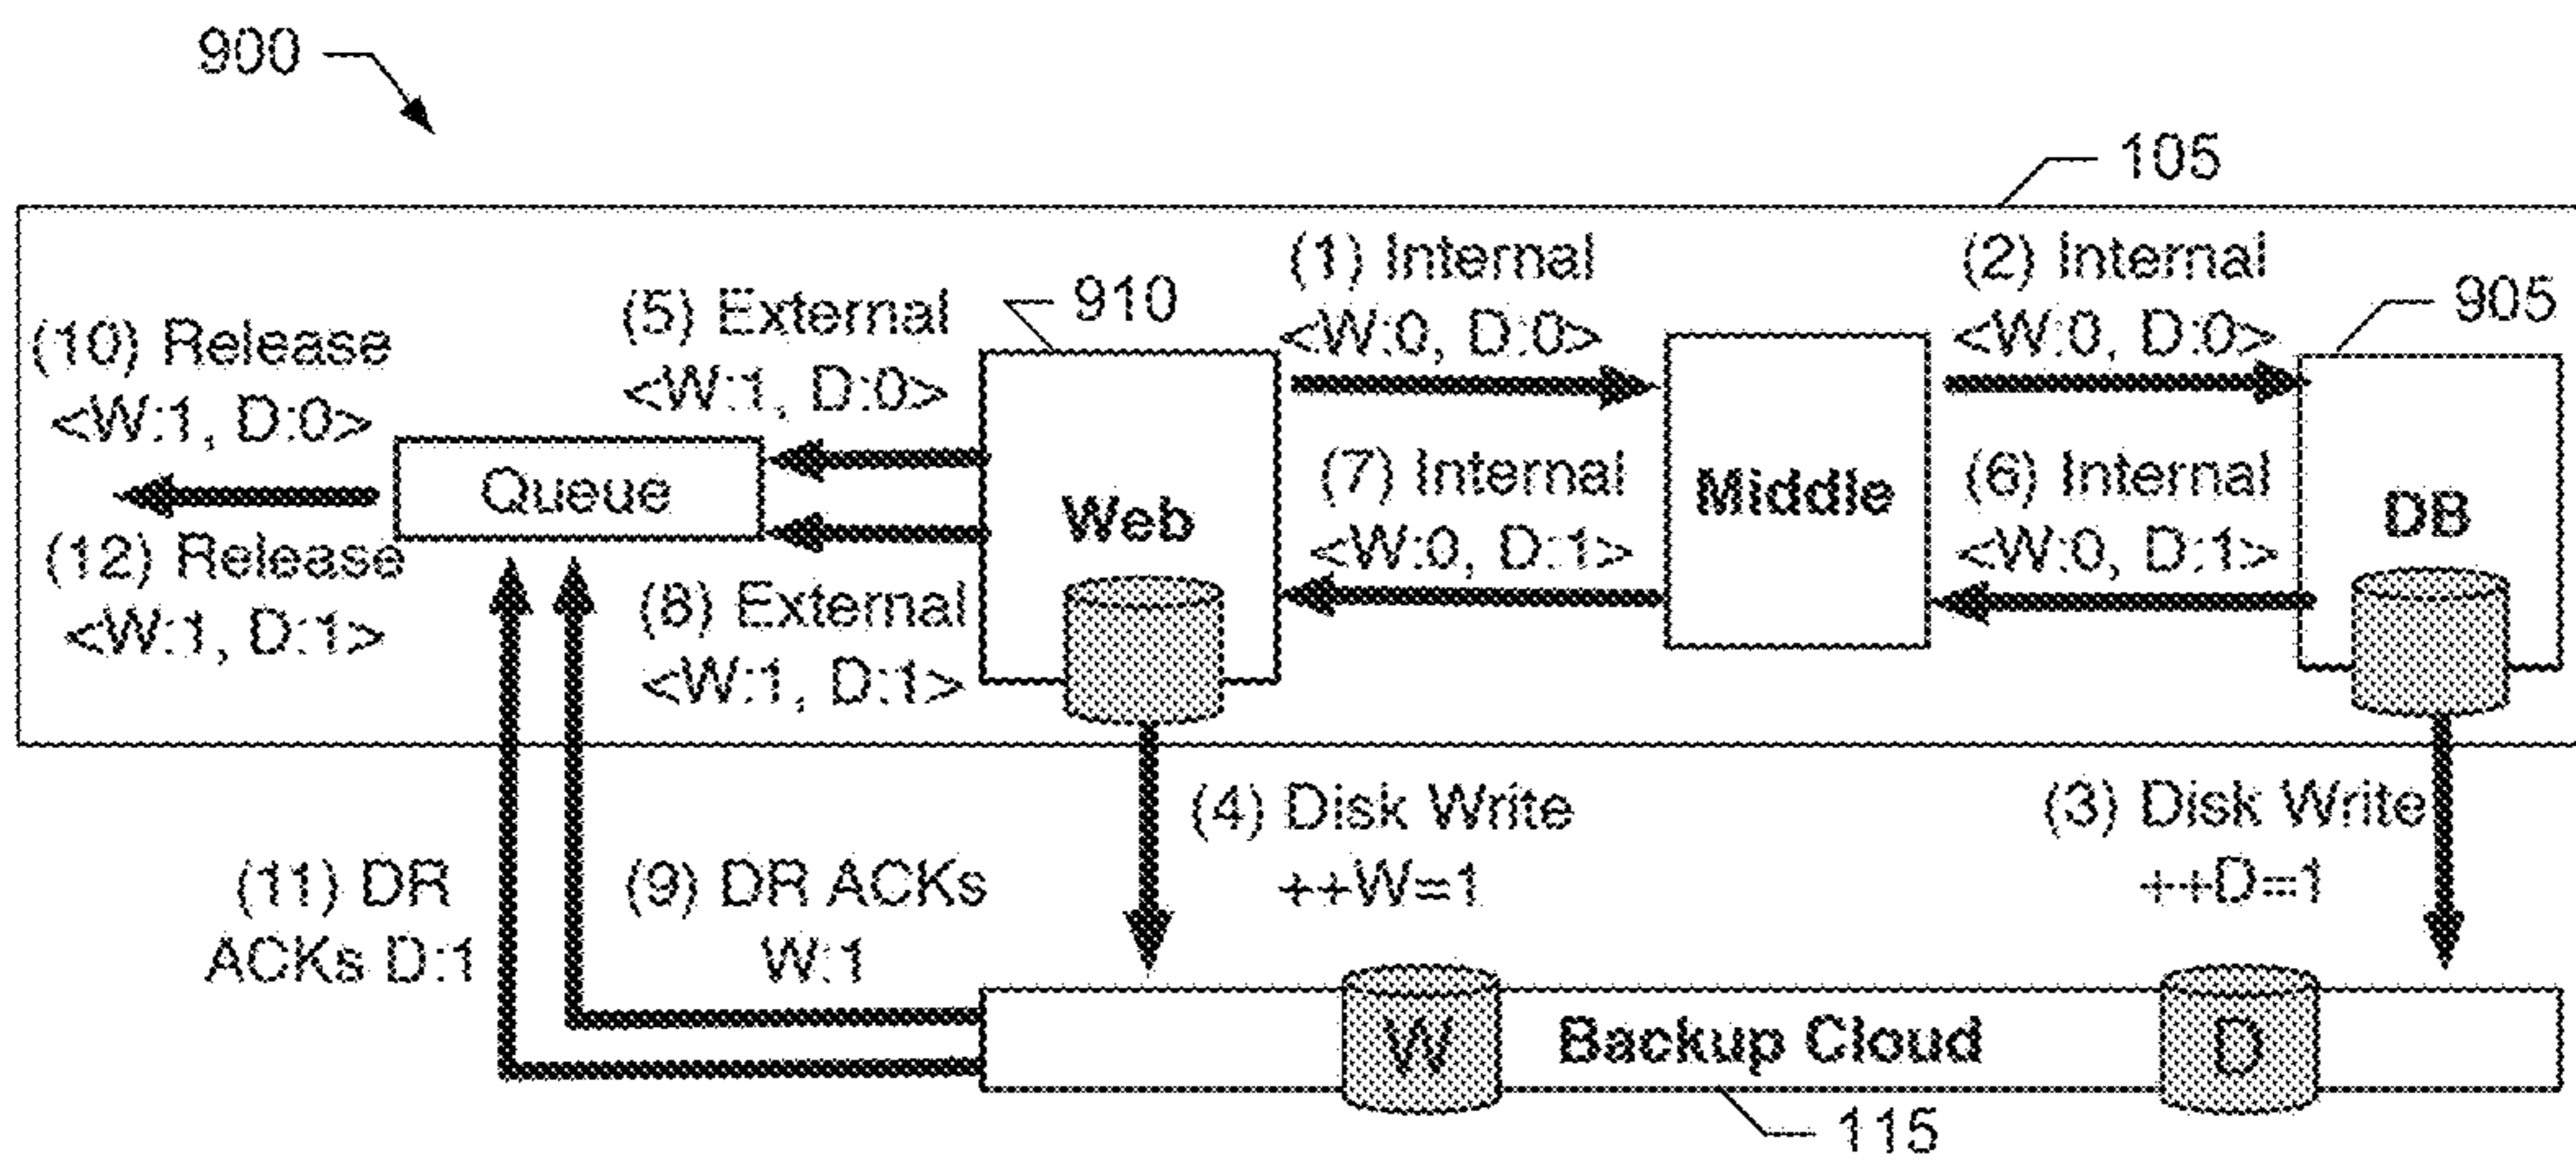 900
105
(1) Internal
<W:0, D:0>
(2) Internal
<W:0, D:0>
910
905
(5) External
<W:1, D:0>
(10) Release
<W:1, D:0>
Queue
Web
(7) Internal
<W:0, D:1>
Middle
(6) Internal
<W:0, D:1>
DB
(12) Release
<W:1, D:1>
(8) External
<W:1, D:1>
(4) Disk Write
++W=1
(3) Disk Write
++D=1
(11) DR
ACKs D:1
(9) DR ACKs
W:1
W
Backup Cloud
D
115